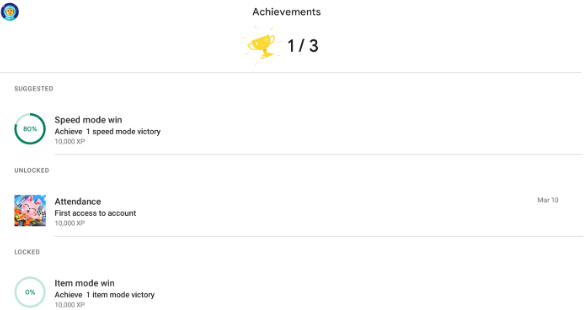 Achievements
1 / 3
SUGGESTED
80%
Speed mode win
Achieve 1 speed mode victory
10,000 XP
UNLOCKED
Attendance
Mar 10
First access to account
10,000 XP
LOCKED
0%
Item mode win
Achieve 1 item mode victory
10,000 XP